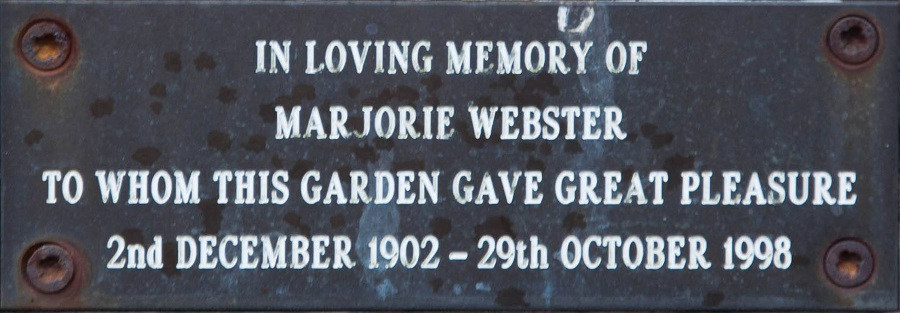 IN LOVING MEMORY OF
MARJORIE WEBSTER
TO WHOM THIS GARDEN GAVE GREAT PLEASURE
2nd DECEMBER 1902 – 29th OCTOBER 1998